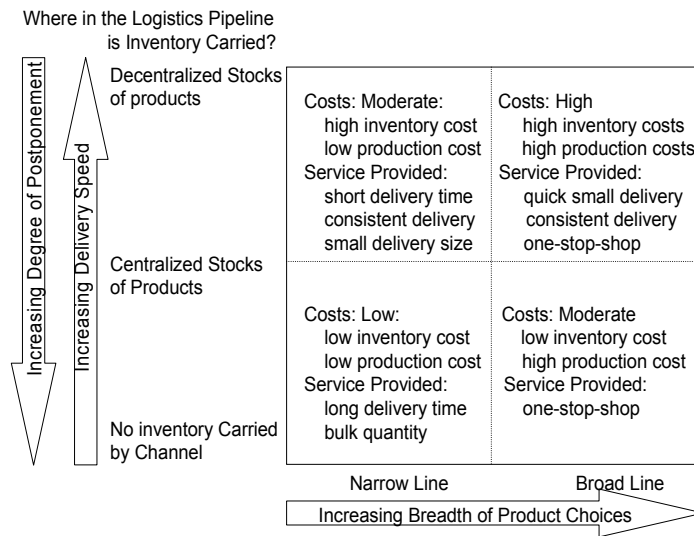 Where in the Logistics Pipeline
is Inventory Carried?
Increasing Degree of Postponement
Increasing Delivery Speed
Decentralized Stocks
of products
Centralized Stocks
of Products
No inventory Carried
by Channel
Costs: Moderate:
high inventory cost
low production cost
Service Provided:
short delivery time
consistent delivery
small delivery size
Costs: High
high inventory costs
high production costs
Service Provided:
quick small delivery
consistent delivery
one-stop-shop
Costs: Low:
low inventory cost
low production cost
Service Provided:
long delivery time
bulk quantity
Costs: Moderate
low inventory cost
high production cost
Service Provided:
one-stop-shop
Narrow Line
Broad Line
Increasing Breadth of Product Choices